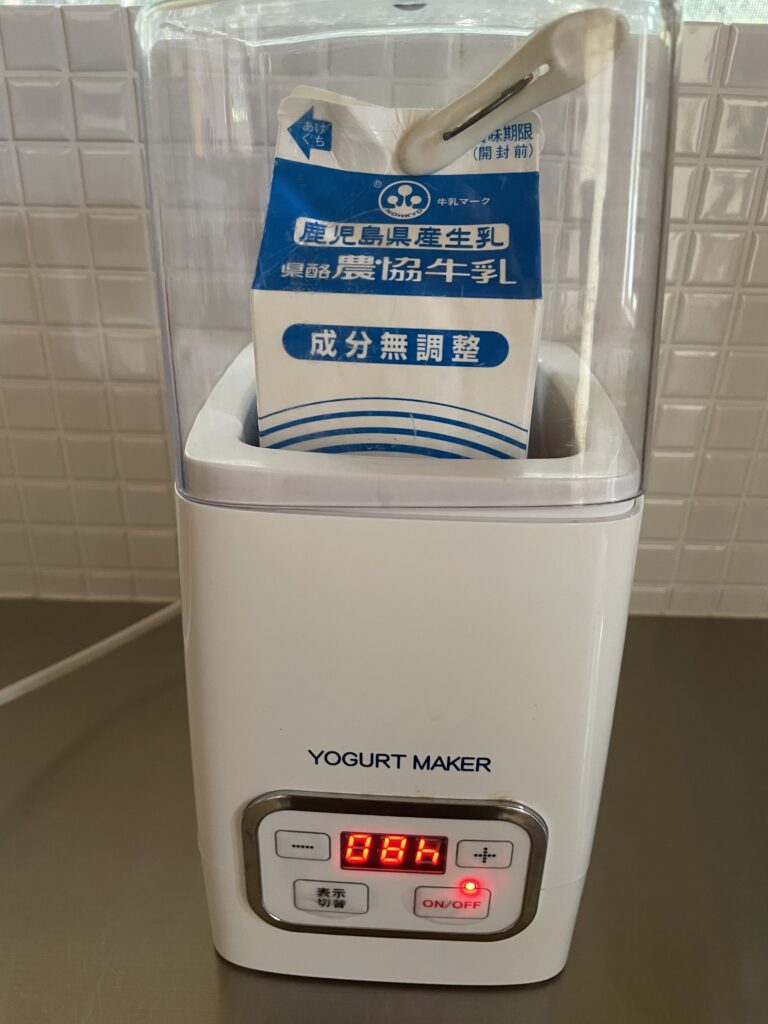 あけ
ぐち
味期限
(開封前)
®
NOHKYO
牛乳マーク
鹿児島県産生乳
県酪 農協牛乳
成分無調整
YOGURT MAKER
08h
表示
切替
ON/OFF